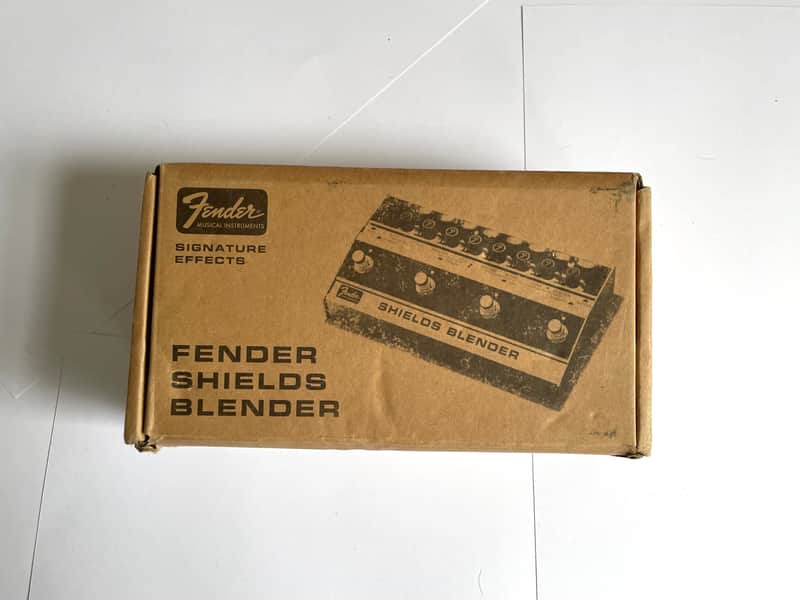 Fender
MUSICAL INSTRUMENTS
SIGNATURE
EFFECTS
FENDER
SHIELDS
BLENDER
Fender
SHIELDS BLENDER